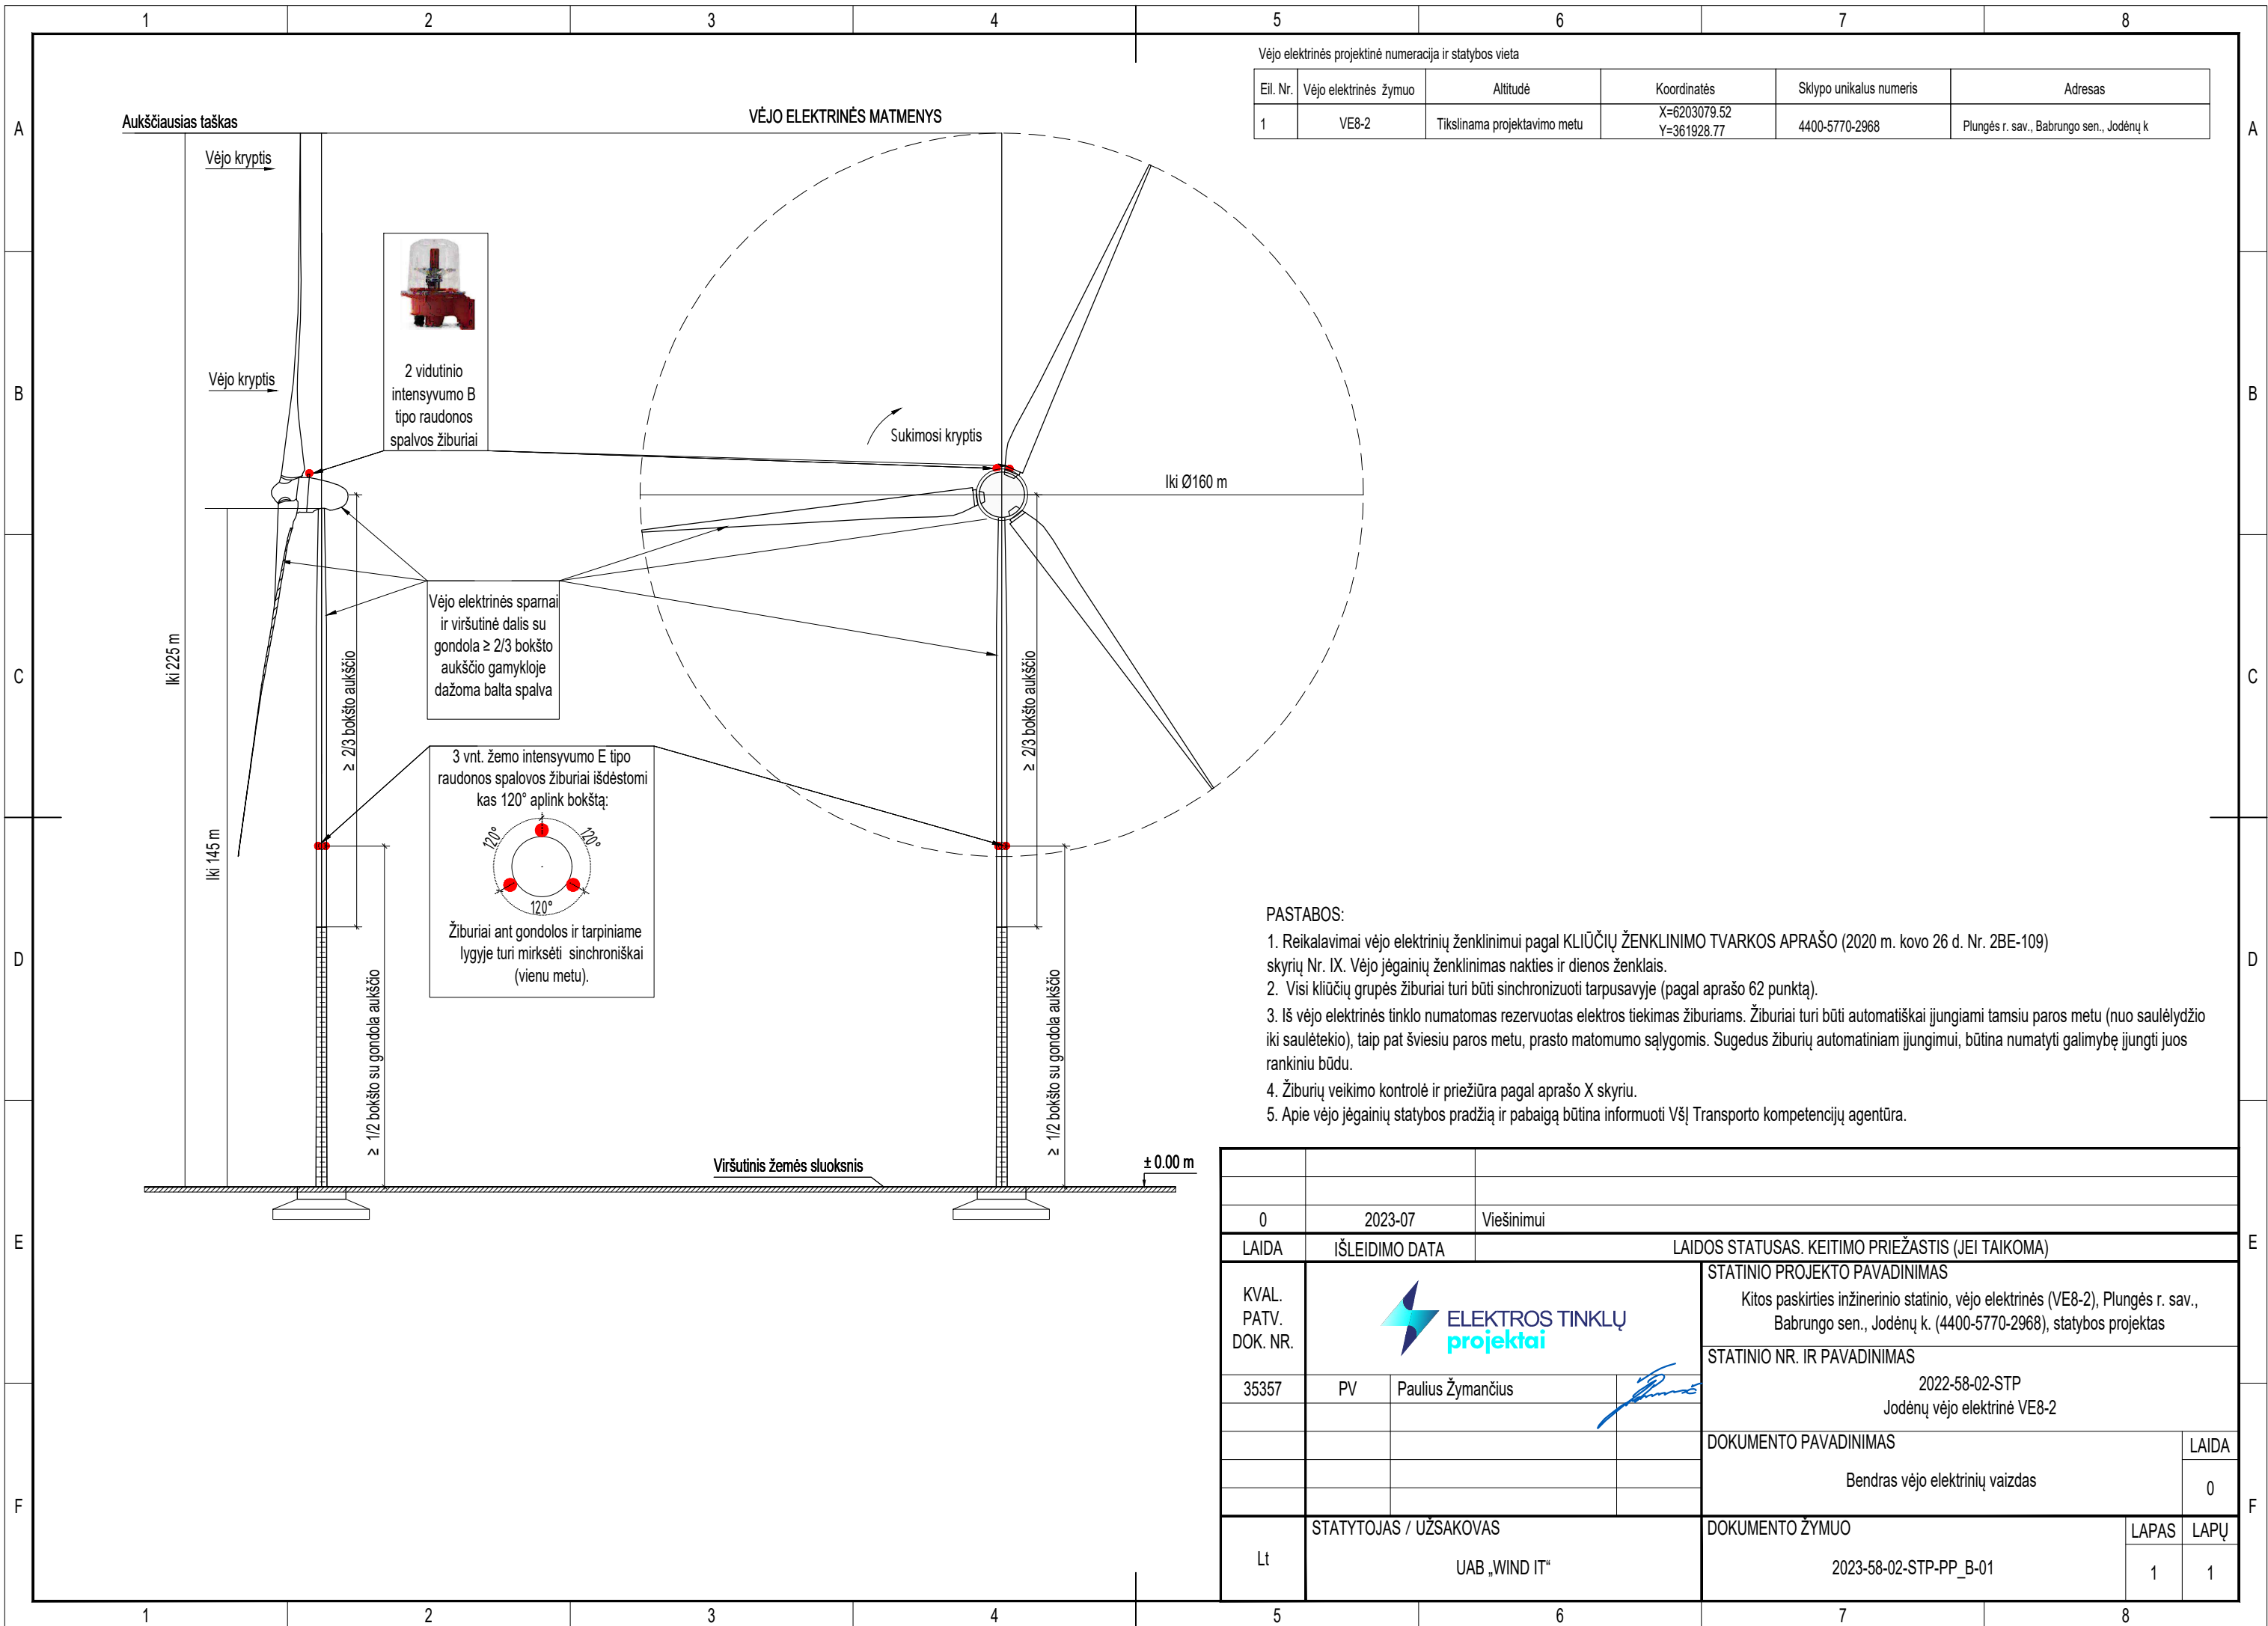 1 2 3 4 5 6 7 8
A
B
C
D
E
F
A
B
C
D
E
F
Vėjo elektrinės projektinė numeracija ir statybos vieta
Eil. Nr. Vėjo elektrinės žymuo Altitudė Koordinatės Sklypo unikalus numeris Adresas
1 VE8-2 Tikslinama projektavimo metu X=6203079.52 4400-5770-2968 Plungės r. sav., Babrungo sen., Jodėnų k
Y=361928.77
VĖJO ELEKTRINĖS MATMENYS
Aukščiausias taškas
Vėjo kryptis
Vėjo kryptis
2 vidutinio
intensyvumo B
tipo raudonos
spalvos žiburiai
Sukimosi kryptis
Iki Ø160 m
Vėjo elektrinės sparnai
ir viršutinė dalis su
gondola ≥ 2/3 bokšto
aukščio gamykloje
dažoma balta spalva
Iki 225 m
Iki 145 m
≥ 2/3 bokšto aukščio
≥ 2/3 bokšto aukščio
3 vnt. žemo intensyvumo E tipo
raudonos spalovos žiburiai išdėstomi
kas 120° aplink bokštą:
120°
120°
120°
Žiburiai ant gondolos ir tarpiniame
lygyje turi mirksėti sinchroniškai
(vienu metu).
≥ 1/2 bokšto su gondola aukščio
≥ 1/2 bokšto su gondola aukščio
Viršutinis žemės sluoksnis
± 0.00 m
PASTABOS:
1. Reikalavimai vėjo elektrinių ženklinimui pagal KLIŪČIŲ ŽENKLINIMO TVARKOS APRAŠO (2020 m. kovo 26 d. Nr. 2BE-109)
skyrių Nr. IX. Vėjo jėgainių ženklinimas nakties ir dienos ženklais.
2. Visi kliūčių grupės žiburiai turi būti sinchronizuoti tarpusavyje (pagal aprašo 62 punktą).
3. Iš vėjo elektrinės tinklo numatomas rezervuotas elektros tiekimas žiburiams. Žiburiai turi būti automatiškai įjungiami tamsiu paros metu (nuo saulėlydžio
iki saulėtekio), taip pat šviesiu paros metu, prasto matomumo sąlygomis. Sugedus žiburių automatiniam įjungimui, būtina numatyti galimybę įjungti juos
rankiniu būdu.
4. Žiburių veikimo kontrolė ir priežiūra pagal aprašo X skyriu.
5. Apie vėjo jėgainių statybos pradžią ir pabaigą būtina informuoti VšĮ Transporto kompetencijų agentūra.
0 2023-07 Viešinimui
LAIDA IŠLEIDIMO DATA LAIDOS STATUSAS. KEITIMO PRIEŽASTIS (JEI TAIKOMA)
KVAL.
PATV.
DOK. NR.
ELEKTROS TINKLŲ
projektai
STATINIO PROJEKTO PAVADINIMAS
Kitos paskirties inžinerinio statinio, vėjo elektrinės (VE8-2), Plungės r. sav.,
Babrungo sen., Jodėnų k. (4400-5770-2968), statybos projektas
STATINIO NR. IR PAVADINIMAS
2022-58-02-STP
Jodėnų vėjo elektrinė VE8-2
35357 PV Paulius Žymančius
DOKUMENTO PAVADINIMAS LAIDA
Bendras vėjo elektrinių vaizdas 0
Lt
STATYTOJAS / UŽSAKOVAS
UAB „WIND IT“
DOKUMENTO ŽYMUO LAPAS LAPŲ
2023-58-02-STP-PP_B-01 1 1
1 2 3 4 5 6 7 8